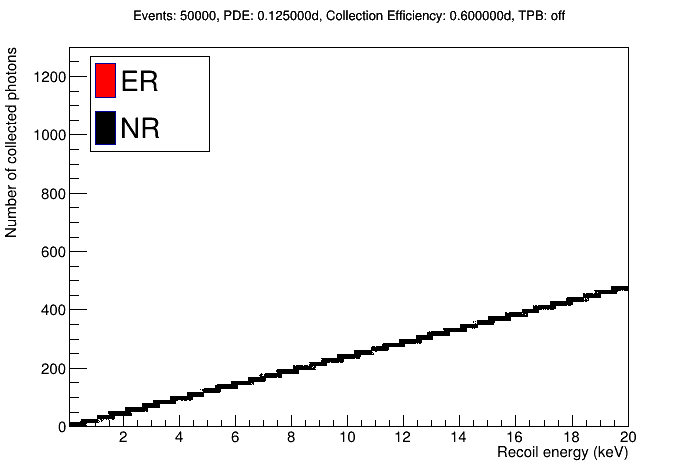 Events: 50000, PDE: 0.125000d, Collection Efficiency: 0.600000d, TPB: off
Number of collected photons
1200
1000
800
600
400
200
0
ER
NR
2 4 6 8 10 12 14 16 18 20
Recoil energy (keV)